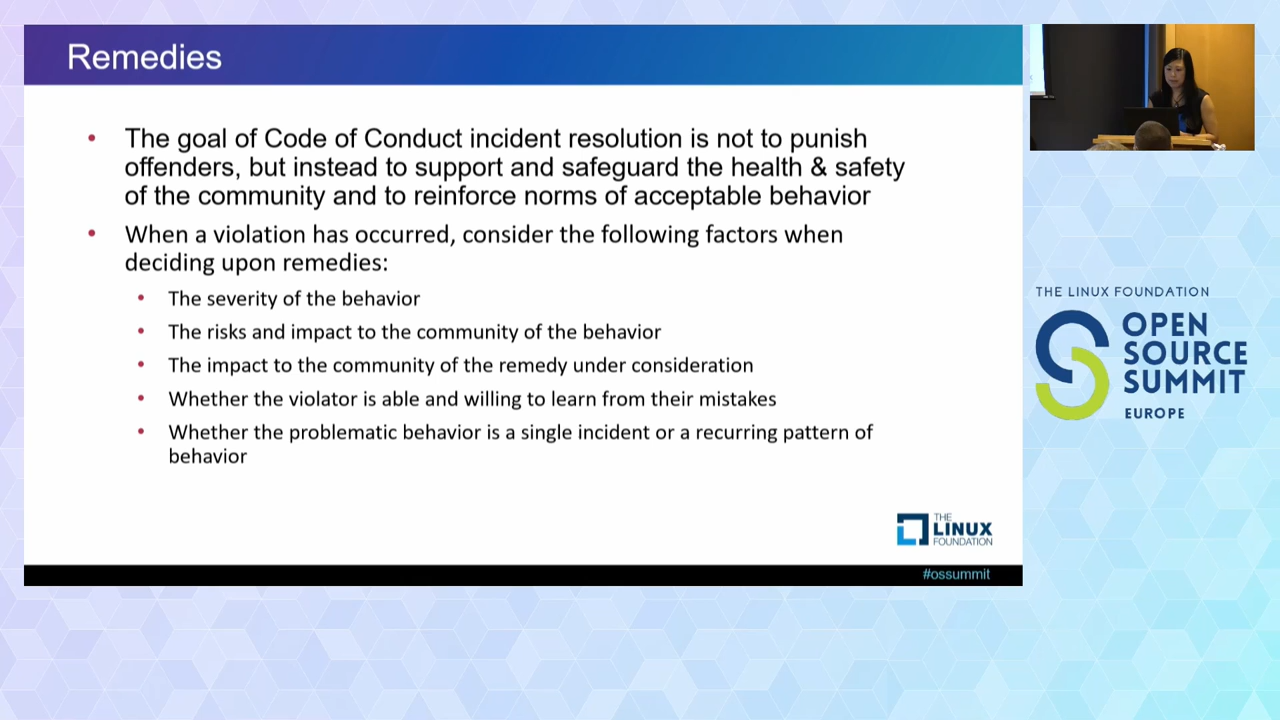 Remedies
• The goal of Code of Conduct incident resolution is not to punish
offenders, but instead to support and safeguard the health & safety
of the community and to reinforce norms of acceptable behavior
• When a violation has occurred, consider the following factors when
deciding upon remedies:
• The severity of the behavior
• The risks and impact to the community of the behavior
• The impact to the community of the remedy under consideration
• Whether the violator is able and willing to learn from their mistakes
• Whether the problematic behavior is a single incident or a recurring pattern of
behavior
THE
LINUX
FOUNDATION
#ossummit
THE LINUX FOUNDATION
OPEN
SOURCE
SUMMIT
EUROPE